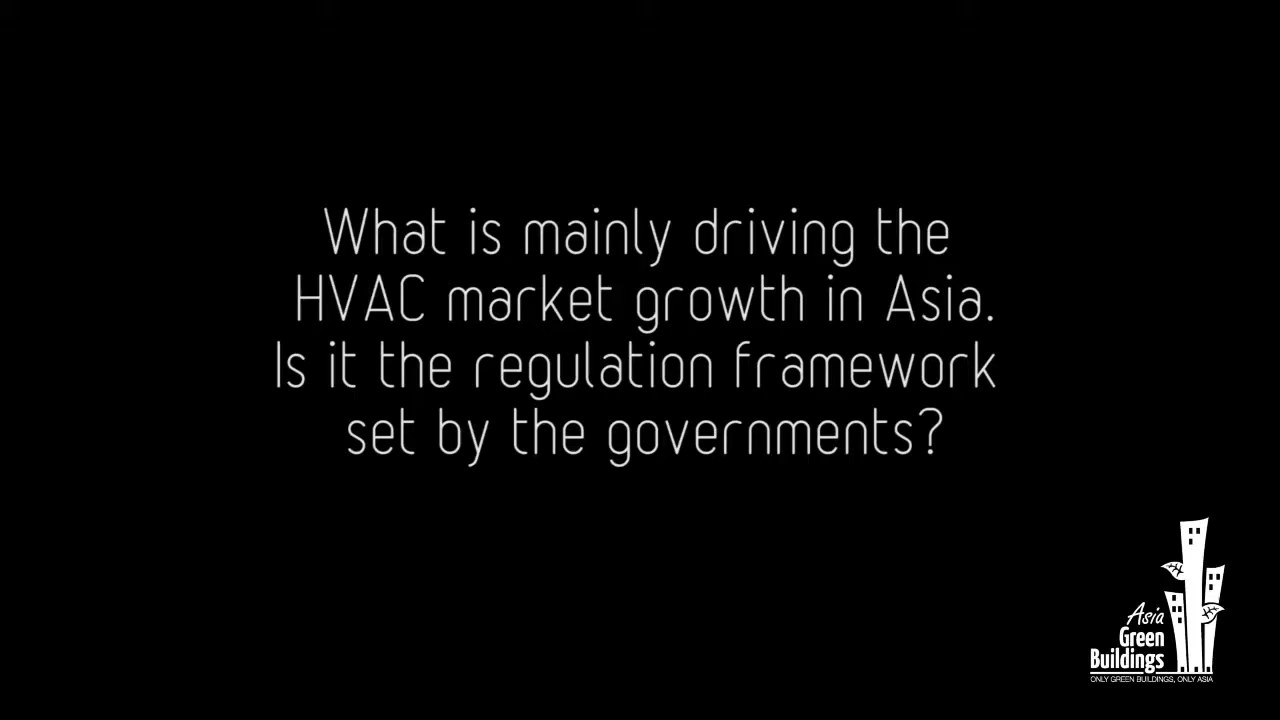 What is mainly driving the
HVAC market growth in Asia.
Is it the regulation framework
set by the governments?
Asia
Green
Buildings
ONLY GREEN BUILDINGS, ONLY ASIA